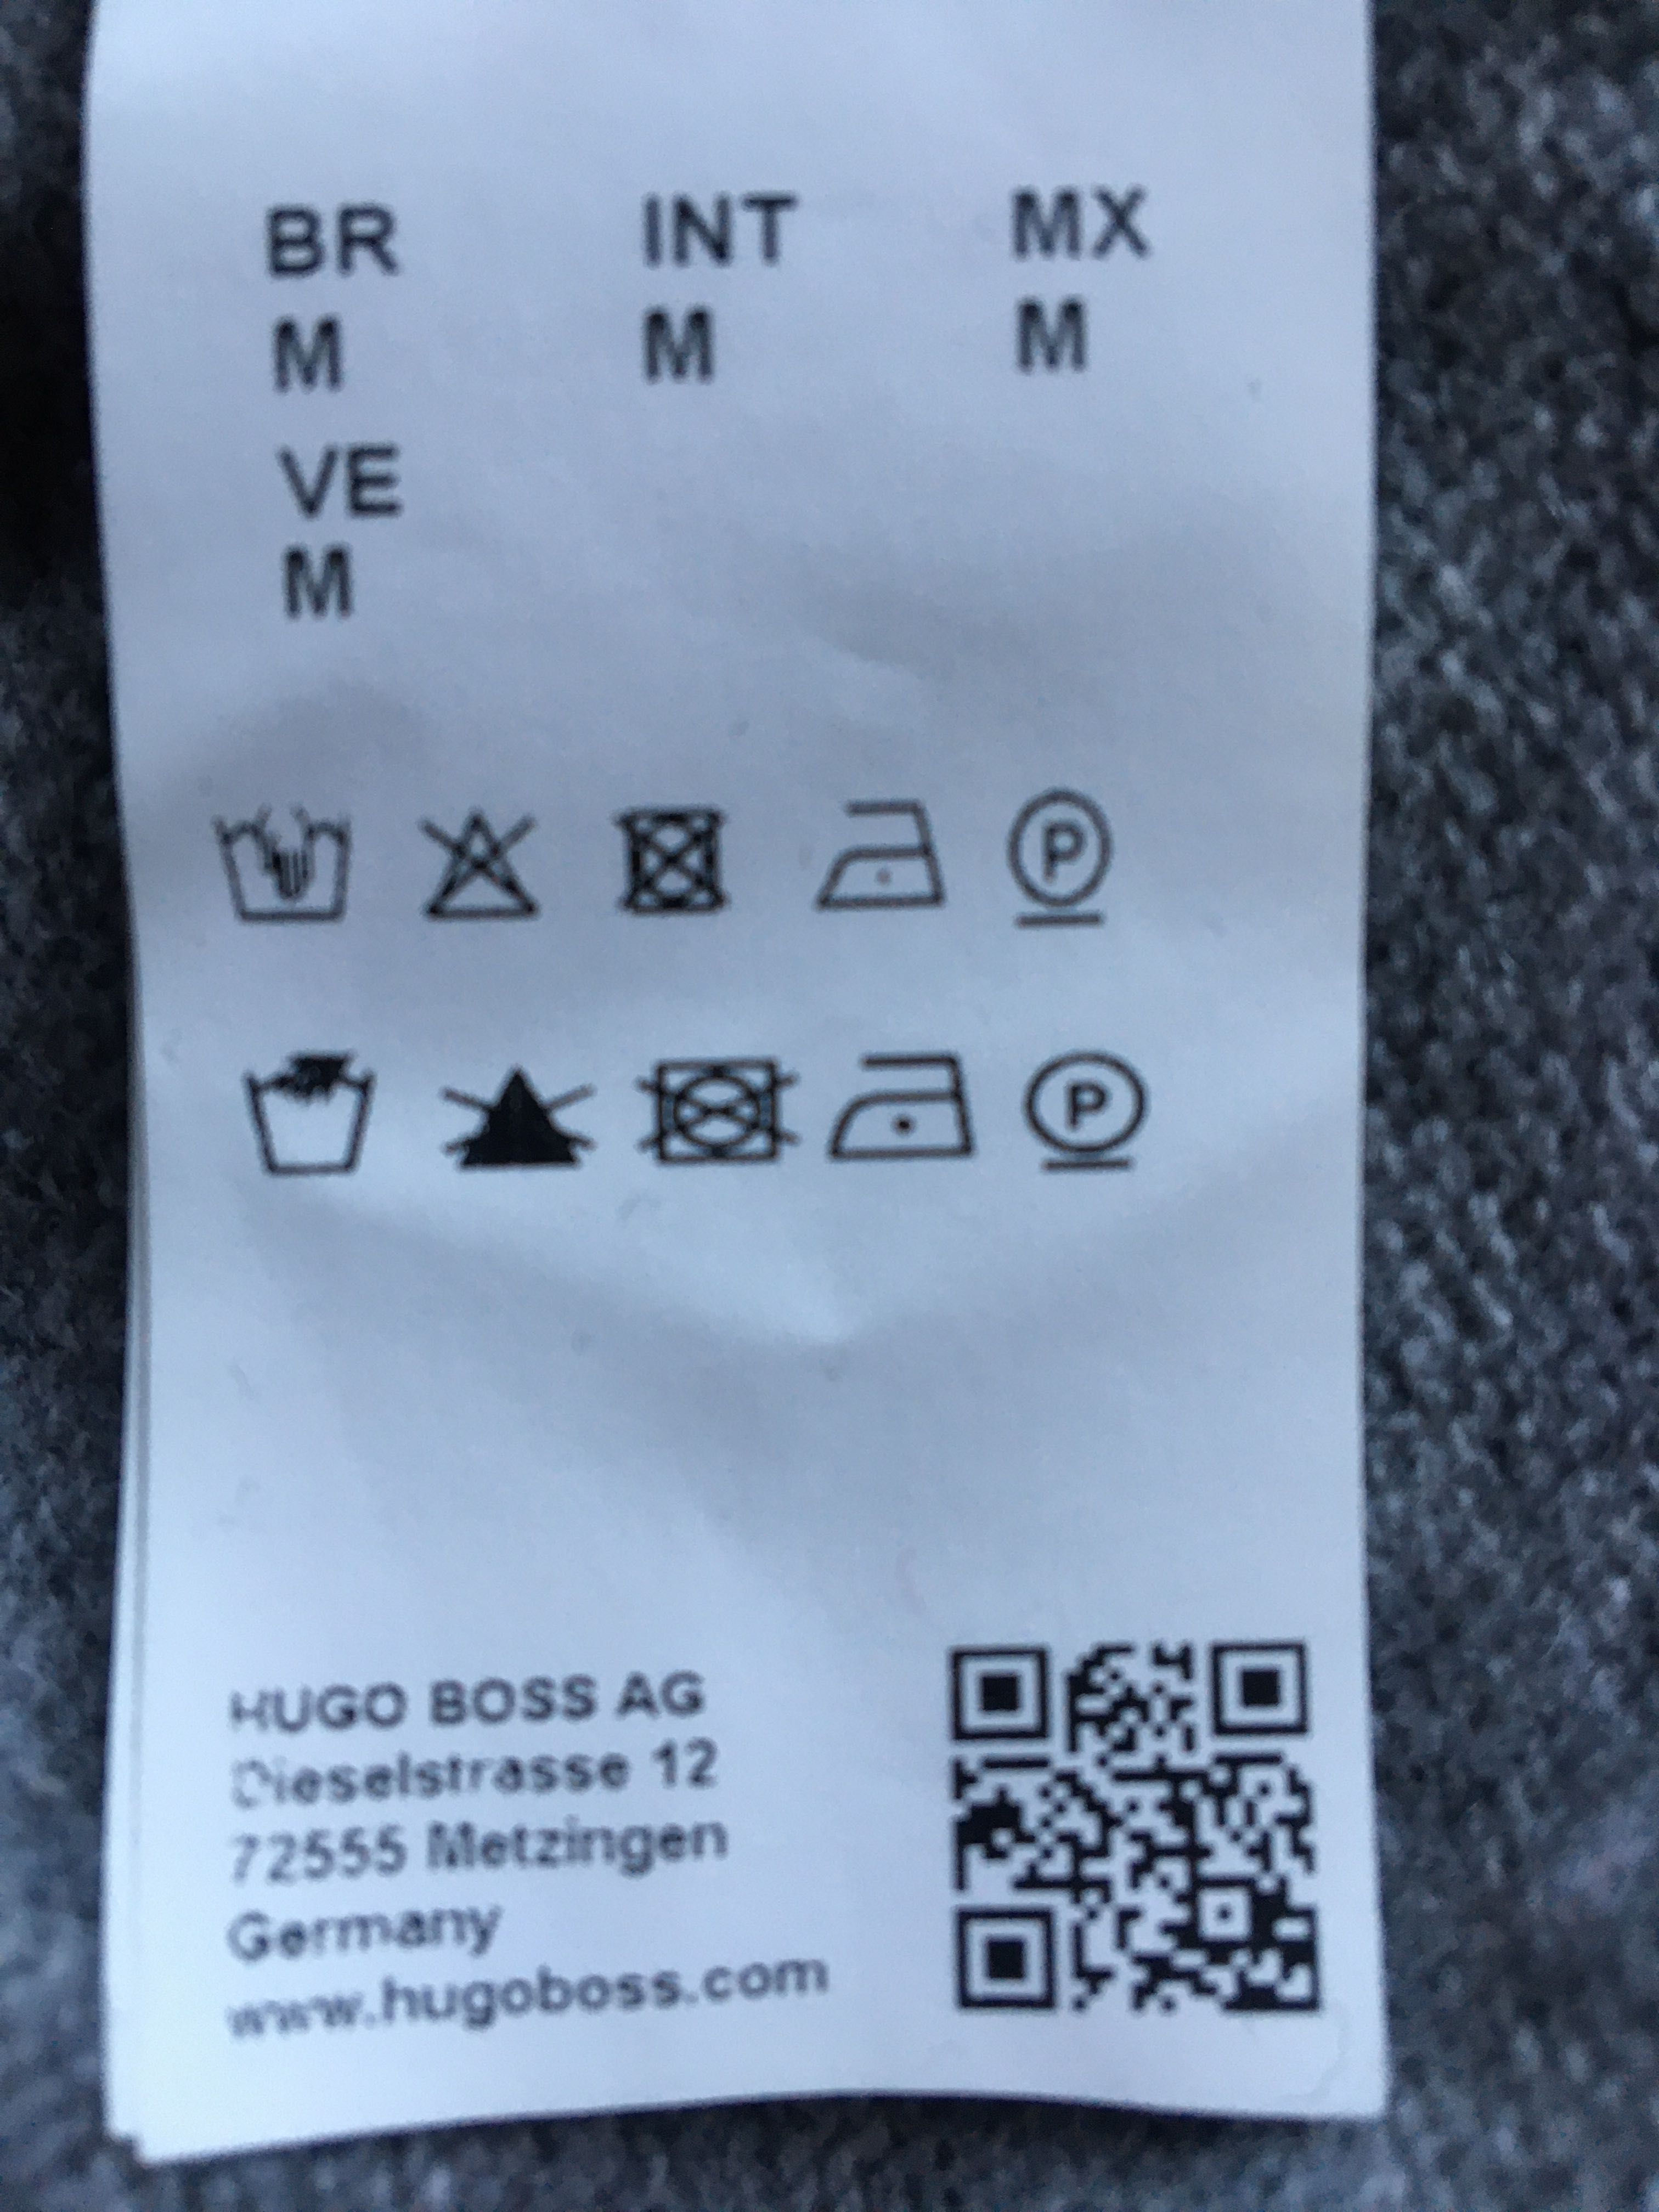 BR INT MX
M M M
VE
M
P
P
HUGO BOSS AG
Dieselstrasse 12
72555 Metzingen
Germany
www.hugoboss.com